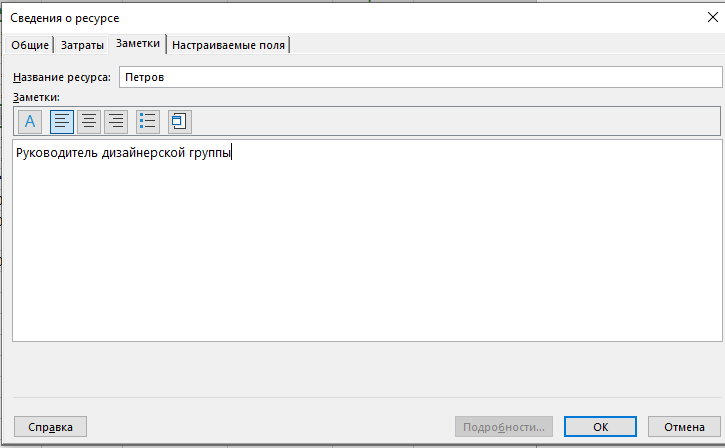 Сведения о ресурсе
Общие Затраты Заметки Настраиваемые поля
Название ресурса: Петров
Заметки:
A
Руководитель дизайнерской группы
Справка Подробности... ОК Отмена